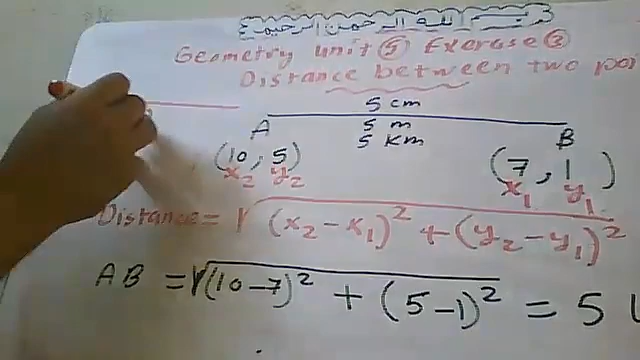 بسم الله الرحمن الرحيم
Geometry unit ⑤ Exercise ③
Distance between two poi
5 cm
A 5 m B
5 Km
(10, 5) (7, 1)
x₂ y₂ x₁ y₁
Distance = √(x₂ - x₁)² + (y₂ - y₁)²
AB = √(10 - 7)² + (5 - 1)² = 5 U